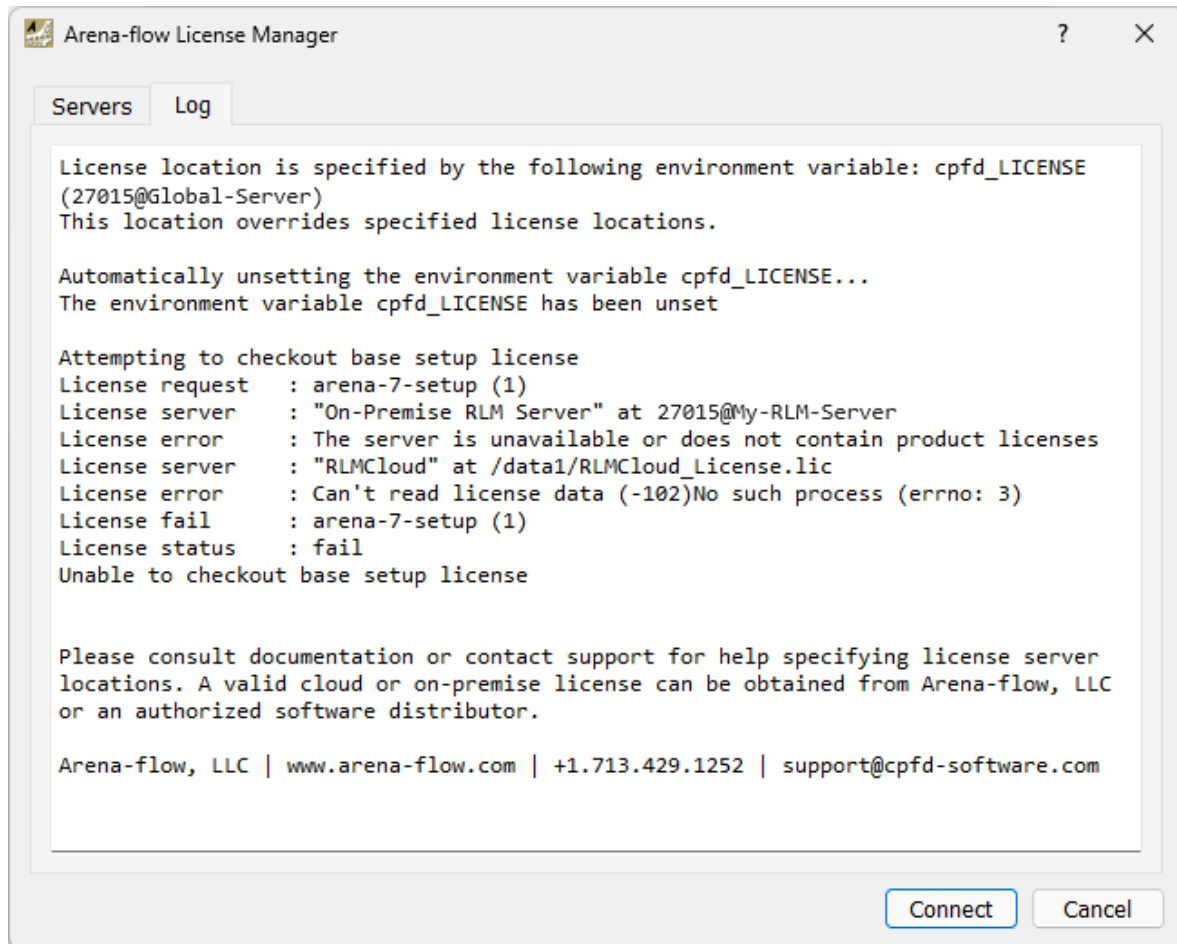 Arena-flow License Manager
?
Servers
Log
License location is specified by the following environment variable: cpfd_LICENSE
(27015@Global-Server)
This location overrides specified license locations.
Automatically unsetting the environment variable cpfd_LICENSE...
The environment variable cpfd_LICENSE has been unset
Attempting to checkout base setup license
License request   : arena-7-setup (1)
License server    : "On-Premise RLM Server" at 27015@My-RLM-Server
License error     : The server is unavailable or does not contain product licenses
License server    : "RLMCloud" at /data1/RLMCloud_License.lic
License error     : Can't read license data (-102)No such process (errno: 3)
License fail      : arena-7-setup (1)
License status    : fail
Unable to checkout base setup license
Please consult documentation or contact support for help specifying license server
locations. A valid cloud or on-premise license can be obtained from Arena-flow, LLC
or an authorized software distributor.
Arena-flow, LLC | www.arena-flow.com | +1.713.429.1252 | support@cpfd-software.com
Connect
Cancel